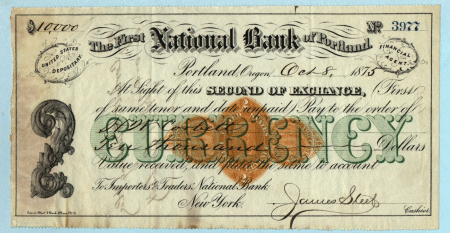 $10,000
The First National Bank of Portland.
Nº 3977
UNITED STATES DEPOSITARY
FINANCIAL AGENT
Portland, Oregon, Oct 8, 1875
At Sight of this SECOND OF EXCHANGE, (First
of same tenor and date unpaid) Pay to the order of
Ten Thousand Dollars
CURRENCY
Value received, and place the same to account
To Importers & Traders National Bank
New York.
James Steel
Cashier